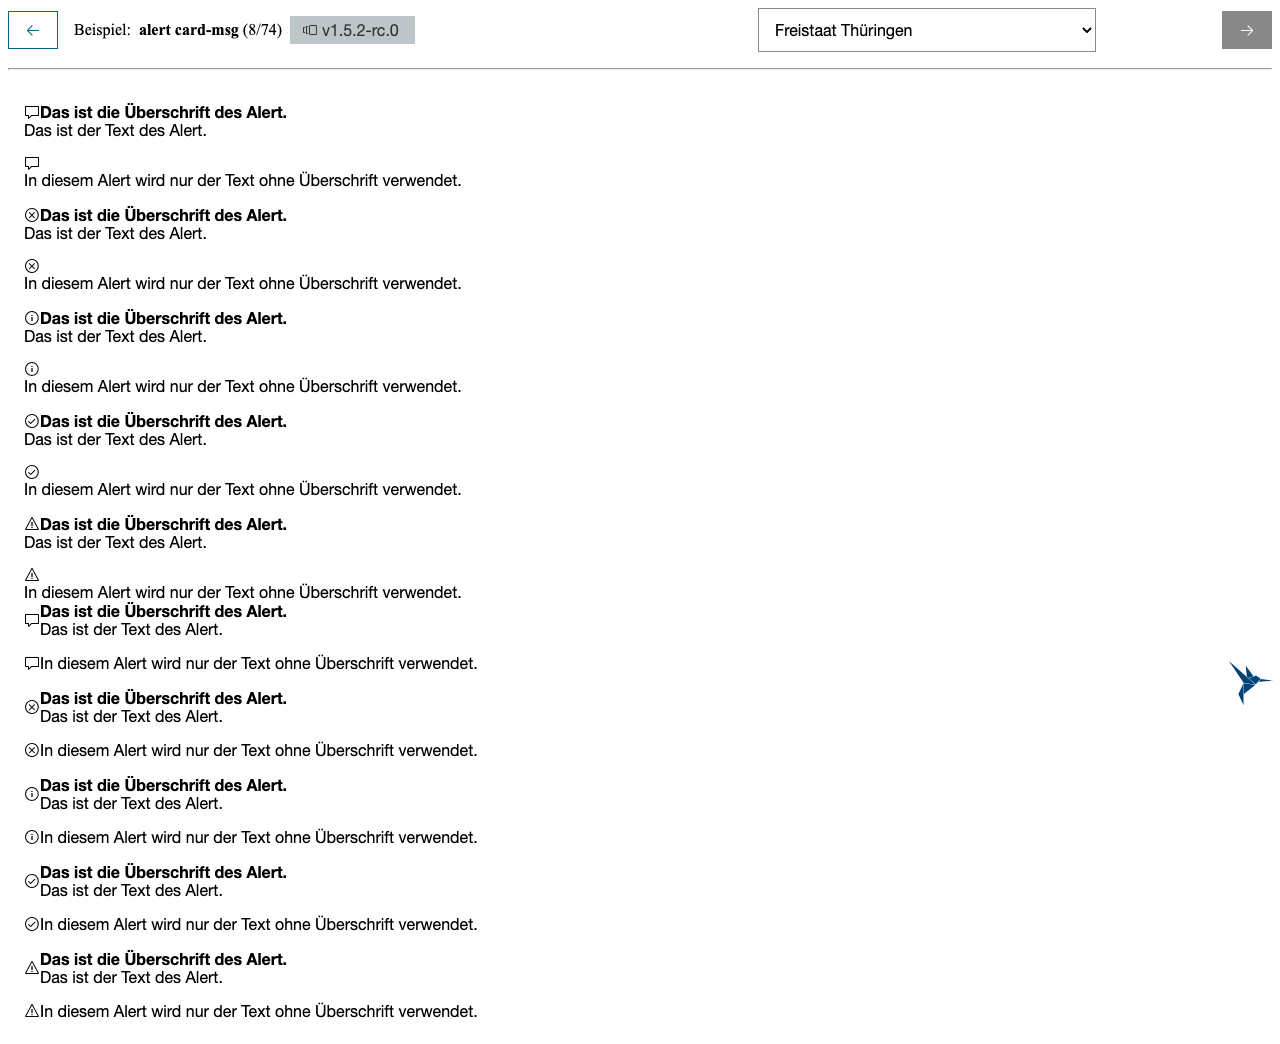 Beispiel: alert card-msg (8/74) v1.5.2-rc.0 Freistaat Thüringen
Das ist die Überschrift des Alert.
Das ist der Text des Alert.
In diesem Alert wird nur der Text ohne Überschrift verwendet.
Das ist die Überschrift des Alert.
Das ist der Text des Alert.
In diesem Alert wird nur der Text ohne Überschrift verwendet.
Das ist die Überschrift des Alert.
Das ist der Text des Alert.
In diesem Alert wird nur der Text ohne Überschrift verwendet.
Das ist die Überschrift des Alert.
Das ist der Text des Alert.
In diesem Alert wird nur der Text ohne Überschrift verwendet.
Das ist die Überschrift des Alert.
Das ist der Text des Alert.
In diesem Alert wird nur der Text ohne Überschrift verwendet.
Das ist die Überschrift des Alert.
Das ist der Text des Alert.
In diesem Alert wird nur der Text ohne Überschrift verwendet.
Das ist die Überschrift des Alert.
Das ist der Text des Alert.
In diesem Alert wird nur der Text ohne Überschrift verwendet.
Das ist die Überschrift des Alert.
Das ist der Text des Alert.
In diesem Alert wird nur der Text ohne Überschrift verwendet.
Das ist die Überschrift des Alert.
Das ist der Text des Alert.
In diesem Alert wird nur der Text ohne Überschrift verwendet.
Das ist die Überschrift des Alert.
Das ist der Text des Alert.
In diesem Alert wird nur der Text ohne Überschrift verwendet.